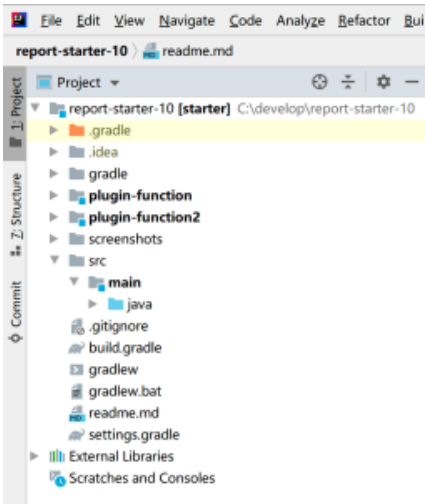 File Edit View Navigate Code Analyze Refactor Bui
report-starter-10 readme.md
1: Project
Project
report-starter-10 [starter] C:\develop\report-starter-10
.gradle
.idea
gradle
plugin-function
plugin-function2
Z: Structure
screenshots
src
main
java
Commit
.gitignore
build.gradle
gradlew
gradlew.bat
MD readme.md
settings.gradle
External Libraries
Scratches and Consoles